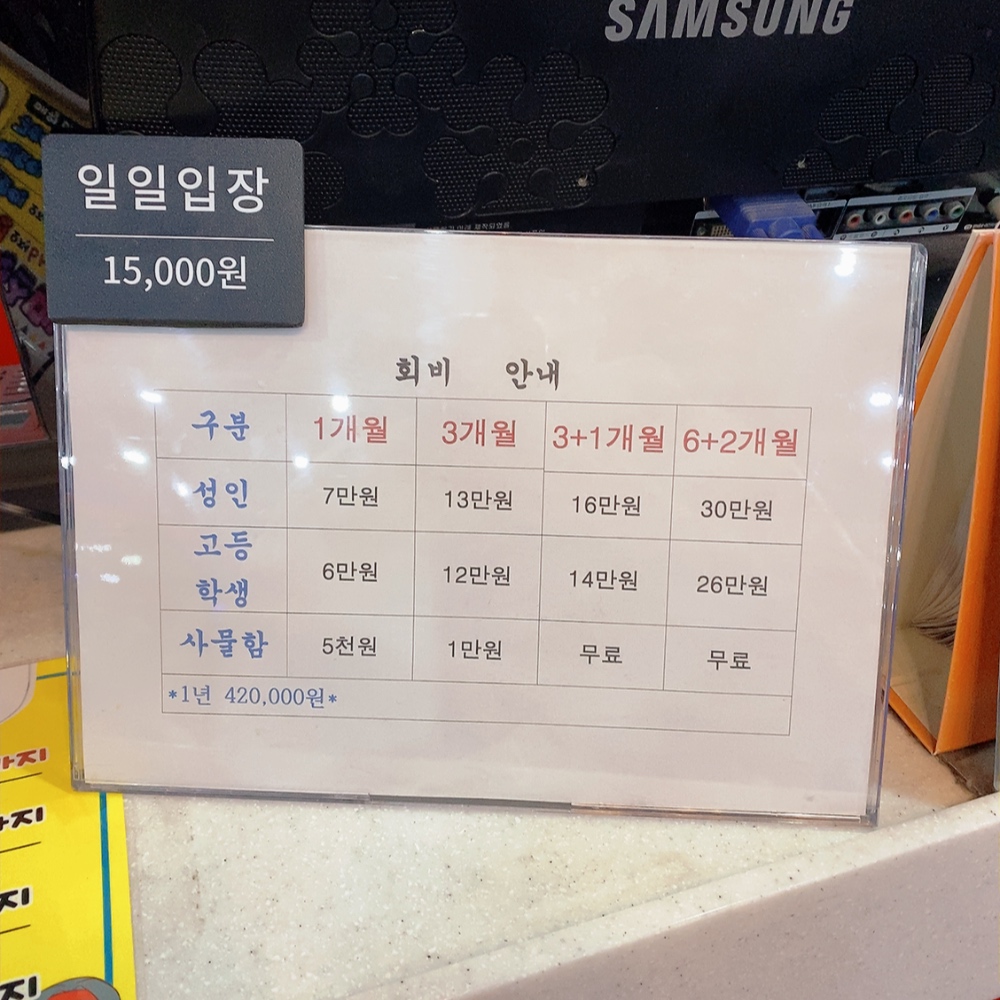 SAMSUNG
일일입장
15,000원
회비 안내
구분 1개월 3개월 3+1개월 6+2개월
성인 7만원 13만원 16만원 30만원
고등
학생 6만원 12만원 14만원 26만원
사물함 5천원 1만원 무료 무료
*1년 420,000원*
까지
까지